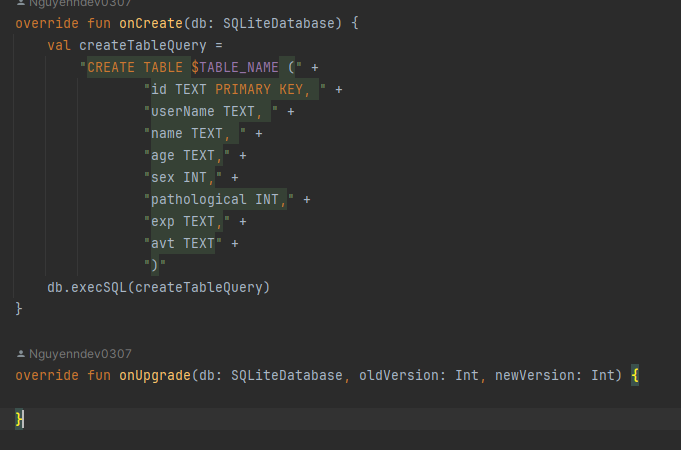 Nguyenndev0307
override fun onCreate(db: SQLiteDatabase) {
val createTableQuery =
"CREATE TABLE $TABLE_NAME (" +
"id TEXT PRIMARY KEY, " +
"userName TEXT, " +
"name TEXT, " +
"age TEXT," +
"sex INT," +
"pathological INT," +
"exp TEXT," +
"avt TEXT" +
")"
db.execSQL(createTableQuery)
}
Nguyenndev0307
override fun onUpgrade(db: SQLiteDatabase, oldVersion: Int, newVersion: Int) {
}